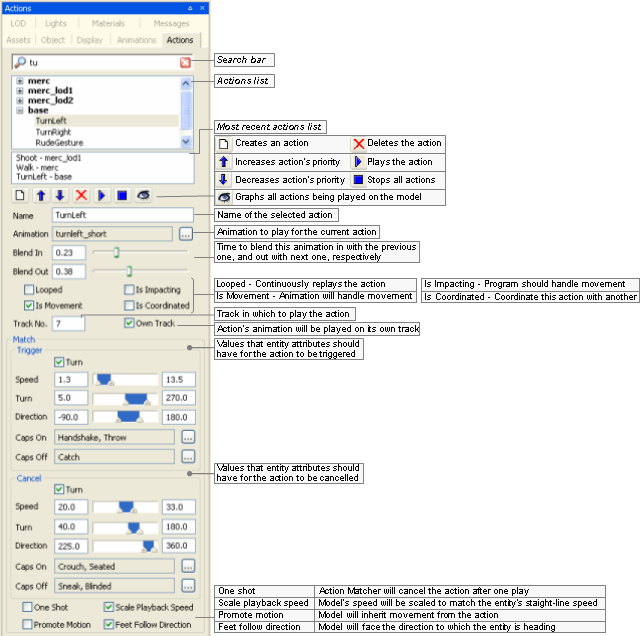 Actions
LOD Lights Materials Messages
Assets Object Display Animations Actions
tu
Search bar
merc
Actions list
merc_lod1
merc_lod2
base
TurnLeft
TurnRight
RudeGesture
Most recent actions list
Shoot - merc_lod1
Walk - merc
TurnLeft - base
Creates an action
Deletes the action
Increases action's priority
Plays the action
Decreases action's priority
Stops all actions
Graphs all actions being played on the model
Name TurnLeft
Name of the selected action
Animation turnleft_short ...
Animation to play for the current action
Blend In 0.23
Time to blend this animation in with the previous
one, and out with next one, respectively
Blend Out 0.38
Looped Is Impacting
Looped - Continuously replays the action
Is Impacting - Program should handle movement
Is Movement Is Coordinated
Is Movement - Animation will handle movement
Is Coordinated - Coordinate this action with another
Track No. 7 Own Track
Track in which to play the action
Action's animation will be played on its own track
Match
Trigger
Values that entity attributes should
have for the action to be triggered
Turn
Speed 1.3 13.5
Turn 5.0 270.0
Direction -90.0 180.0
Caps On Handshake, Throw ...
Caps Off Catch ...
Cancel
Values that entity attributes should
have for the action to be cancelled
Turn
Speed 20.0 33.0
Turn 40.0 180.0
Direction 225.0 360.0
Caps On Crouch, Seated ...
Caps Off Sneak, Blinded ...
One Shot Scale Playback Speed
Promote Motion Feet Follow Direction
One shot Action Matcher will cancel the action after one play
Scale playback speed Model's speed will be scaled to match the entity's staight-line speed
Promote motion Model will inherit movement from the action
Feet follow direction Model will face the direction to which the entity is heading